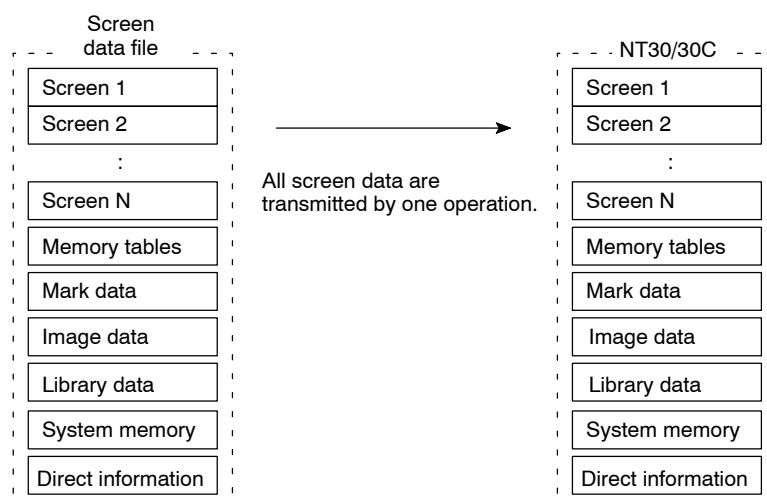 Screen
data file
Screen 1
Screen 2
:
Screen N
Memory tables
Mark data
Image data
Library data
System memory
Direct information
All screen data are
transmitted by one operation.
NT30/30C
Screen 1
Screen 2
:
Screen N
Memory tables
Mark data
Image data
Library data
System memory
Direct information